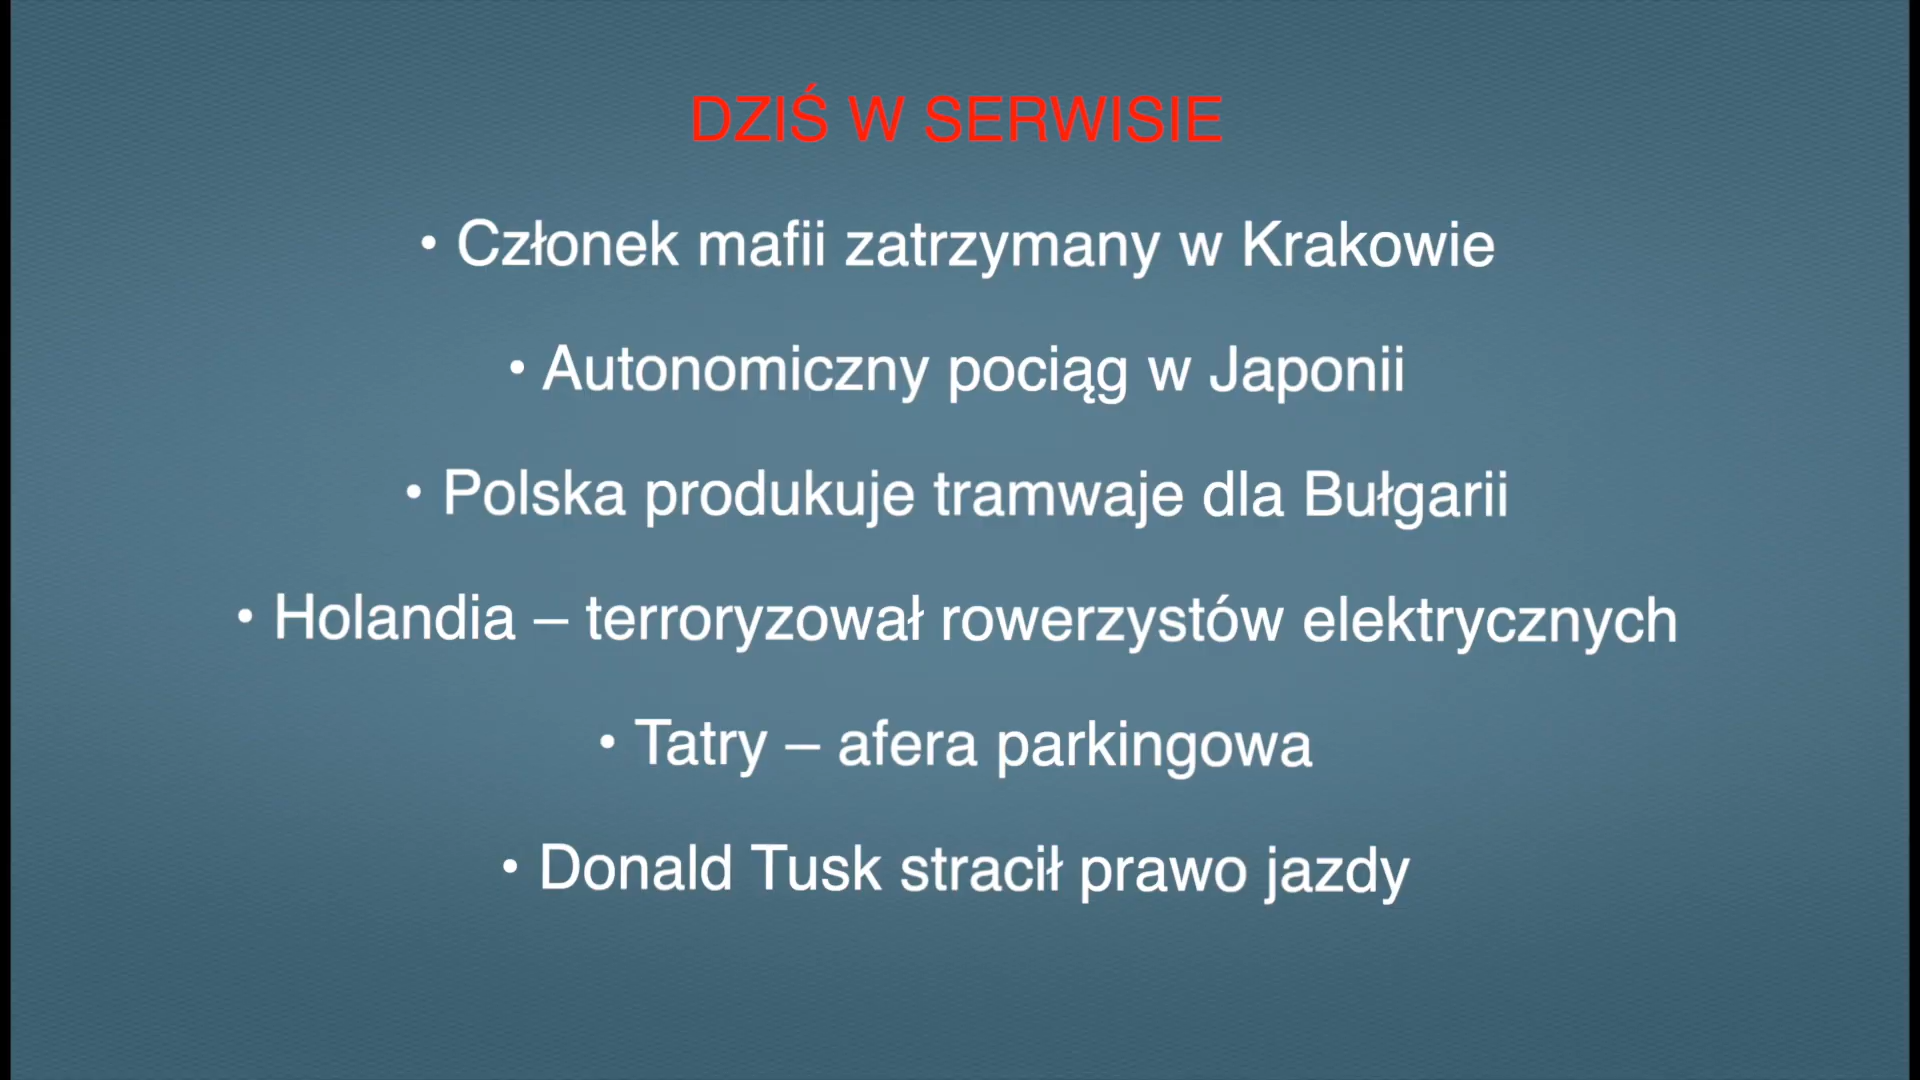 DZIŚ W SERWISIE
• Członek mafii zatrzymany w Krakowie
• Autonomiczny pociąg w Japonii
• Polska produkuje tramwaje dla Bułgarii
• Holandia – terroryzował rowerzystów elektrycznych
• Tatry – afera parkingowa
• Donald Tusk stracił prawo jazdy